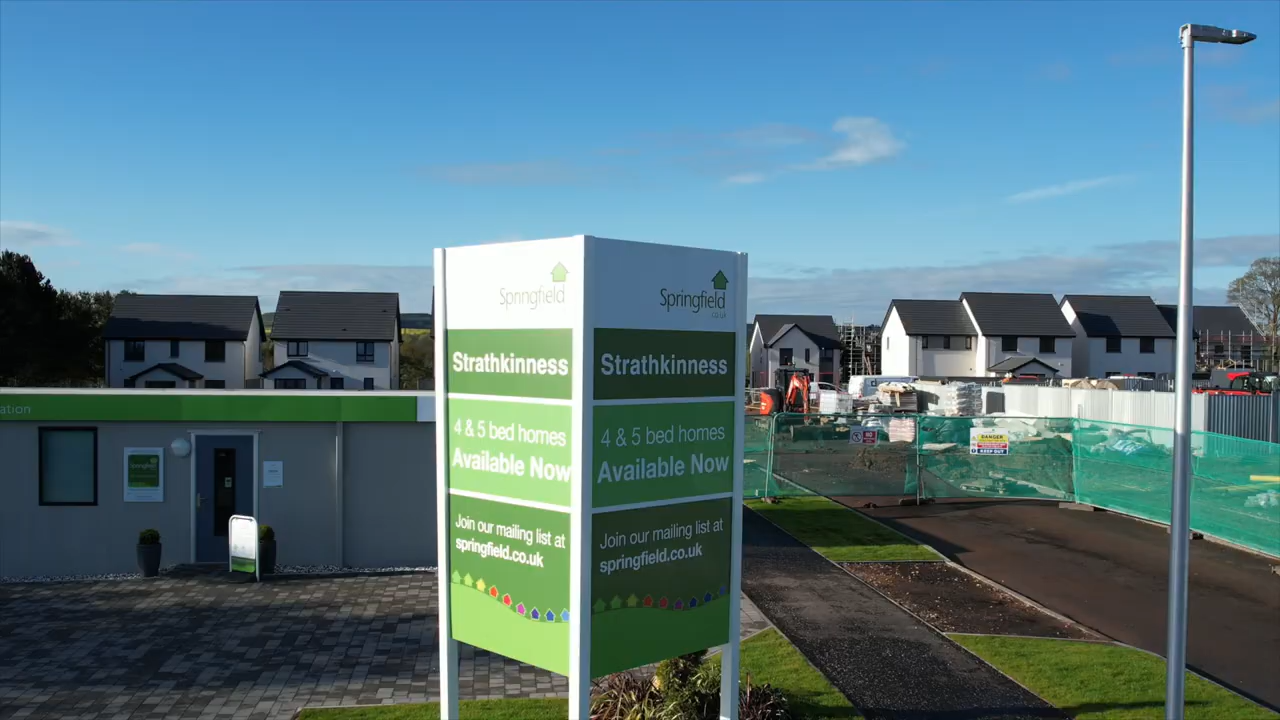 Springfield
Strathkinness
4 & 5 bed homes
Available Now
Join our mailing list at
springfield.co.uk
Springfield
.co.uk
Strathkinness
4 & 5 bed homes
Available Now
Join our mailing list at
springfield.co.uk
ation
DANGER
KEEP OUT